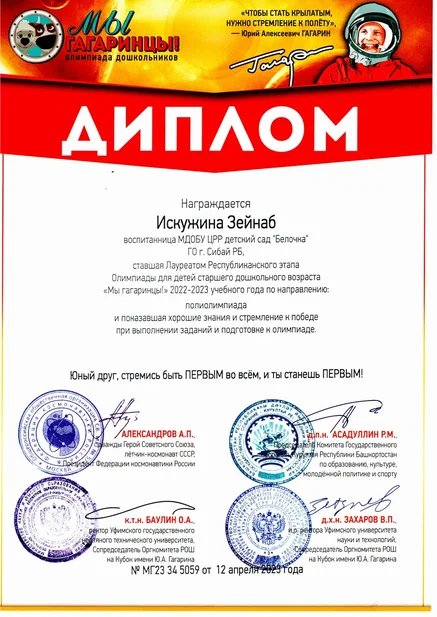 МЫ
ГАГАРИНЦЫ!
ОЛИМПИАДА ДОШКОЛЬНИКОВ
«ЧТОБЫ СТАТЬ КРЫЛАТЫМ,
НУЖНО СТРЕМЛЕНИЕ К ПОЛЁТУ»,
— Юрий Алексеевич ГАГАРИН
ДИПЛОМ
Награждается
Искужина Зейнаб
воспитанница МДОБУ ЦРР детский сад "Белочка"
ГО г. Сибай РБ,
ставшая Лауреатом Республиканского этапа
Олимпиады для детей старшего дошкольного возраста
«Мы гагаринцы!» 2022-2023 учебного года по направлению:
полиолимпиада
и показавшая хорошие знания и стремление к победе
при выполнении заданий и подготовке к олимпиаде.
Юный друг, стремись быть ПЕРВЫМ во всём, и ты станешь ПЕРВЫМ!
АЛЕКСАНДРОВ А.П.,
дважды Герой Советского Союза,
лётчик-космонавт СССР,
Президент Федерации космонавтики России
д.п.н. АСАДУЛЛИН Р.М.,
Председатель Комитета Государственного
Республики Башкортостан
по образованию, культуре,
молодёжной политике и спорту
к.т.н. БАУЛИН О.А.,
ректор Уфимского государственного
нефтяного технического университета,
Сопредседатель Оргкомитета РОШ
на Кубок имени Ю.А. Гагарина
д.х.н. ЗАХАРОВ В.П.,
и.о. ректора Уфимского университета
науки и технологий,
Сопредседатель Оргкомитета РОШ
на Кубок имени Ю.А. Гагарина
№ МГ23 34 5059 от 12 апреля 2023 года